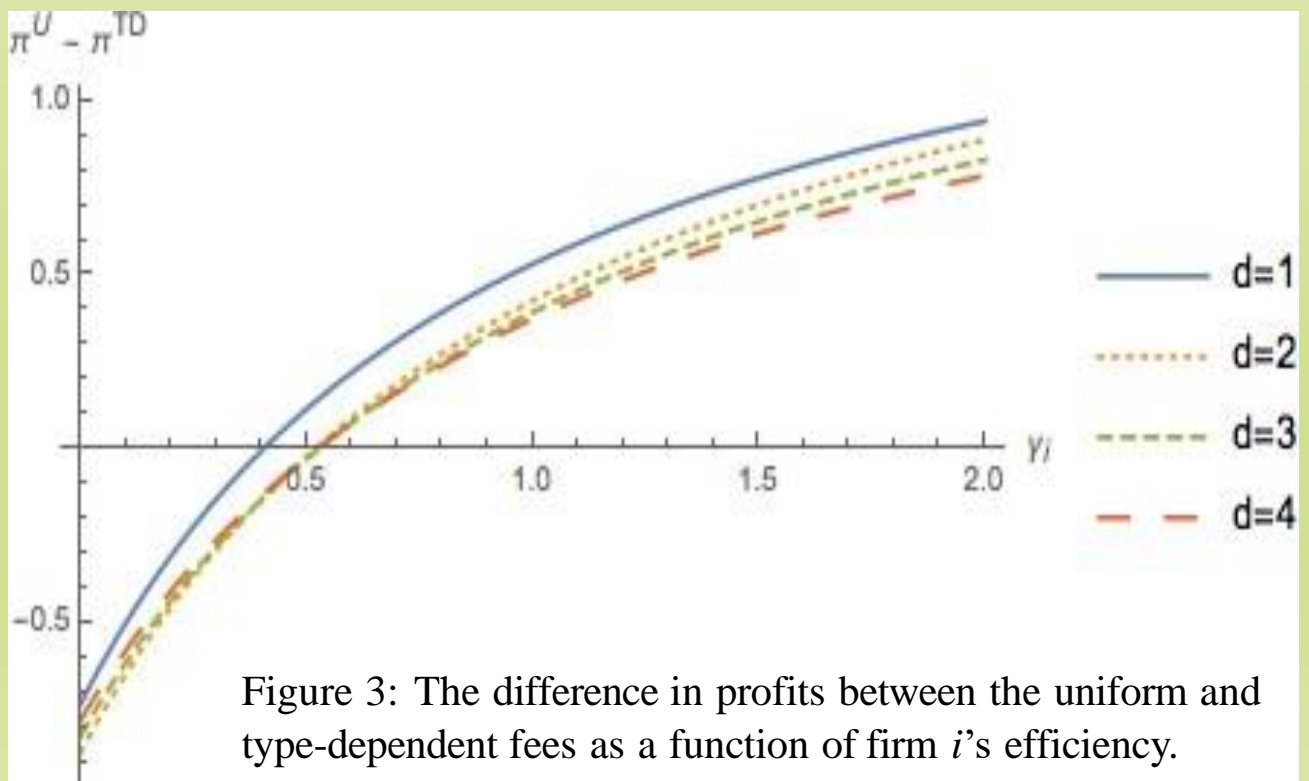 π^U − π^TD
1.0
0.5
−0.5
0.5 1.0 1.5 2.0
γi
d=1
d=2
d=3
d=4
Figure 3: The difference in profits between the uniform and
type-dependent fees as a function of firm i’s efficiency.